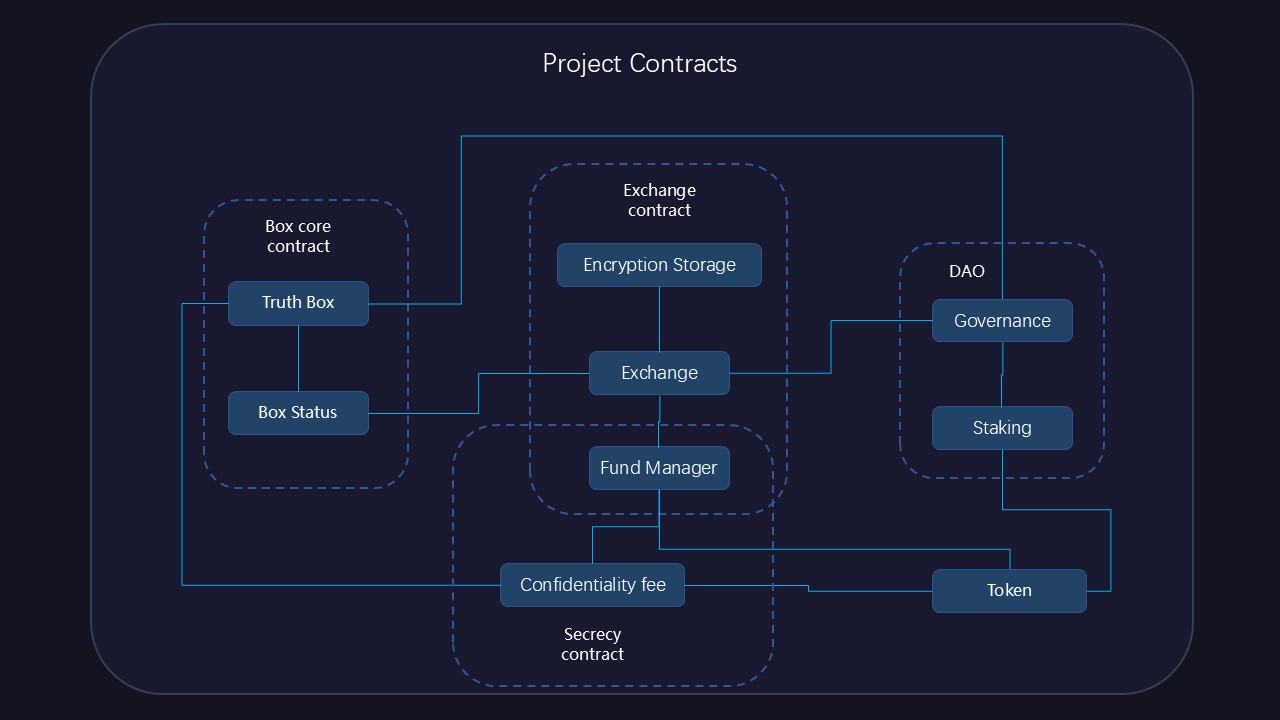 Project Contracts
Exchange
contract
Box core
contract
Encryption Storage
DAO
Truth Box
Governance
Exchange
Box Status
Staking
Fund Manager
Confidentiality fee
Token
Secrecy
contract